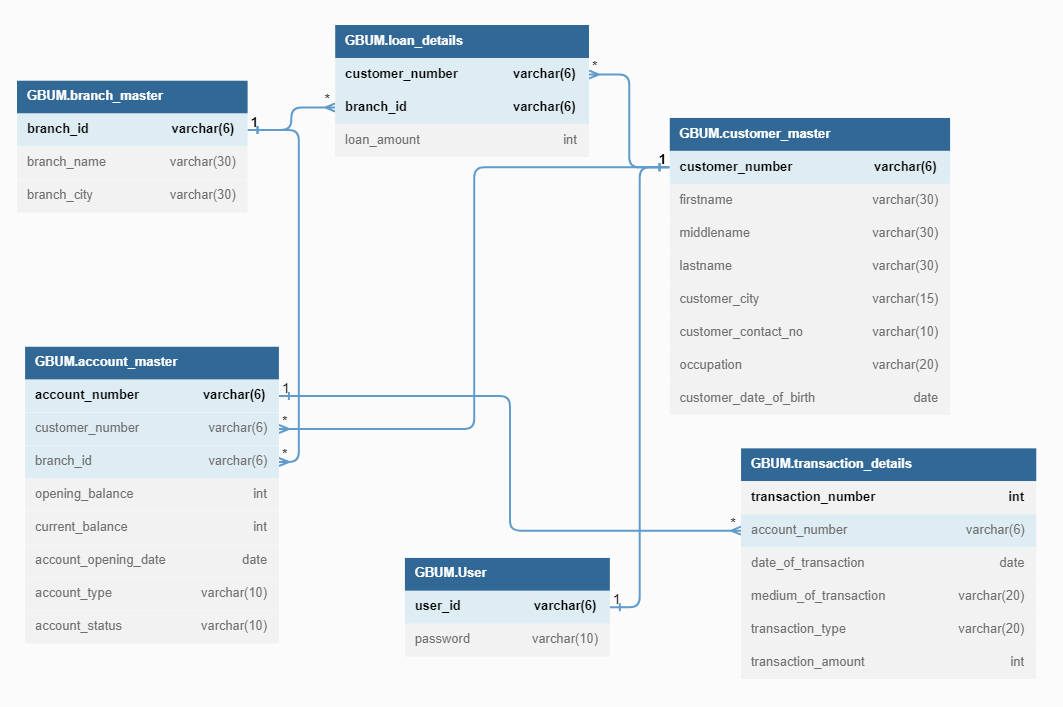 GBUM.loan_details
customer_number varchar(6)
branch_id varchar(6)
loan_amount int
*
*
GBUM.branch_master
branch_id varchar(6)
branch_name varchar(30)
branch_city varchar(30)
1
GBUM.customer_master
customer_number varchar(6)
firstname varchar(30)
middlename varchar(30)
lastname varchar(30)
customer_city varchar(15)
customer_contact_no varchar(10)
occupation varchar(20)
customer_date_of_birth date
1
GBUM.account_master
account_number varchar(6)
customer_number varchar(6)
branch_id varchar(6)
opening_balance int
current_balance int
account_opening_date date
account_type varchar(10)
account_status varchar(10)
1
*
*
GBUM.transaction_details
transaction_number int
account_number varchar(6)
date_of_transaction date
medium_of_transaction varchar(20)
transaction_type varchar(20)
transaction_amount int
*
GBUM.User
user_id varchar(6)
password varchar(10)
1